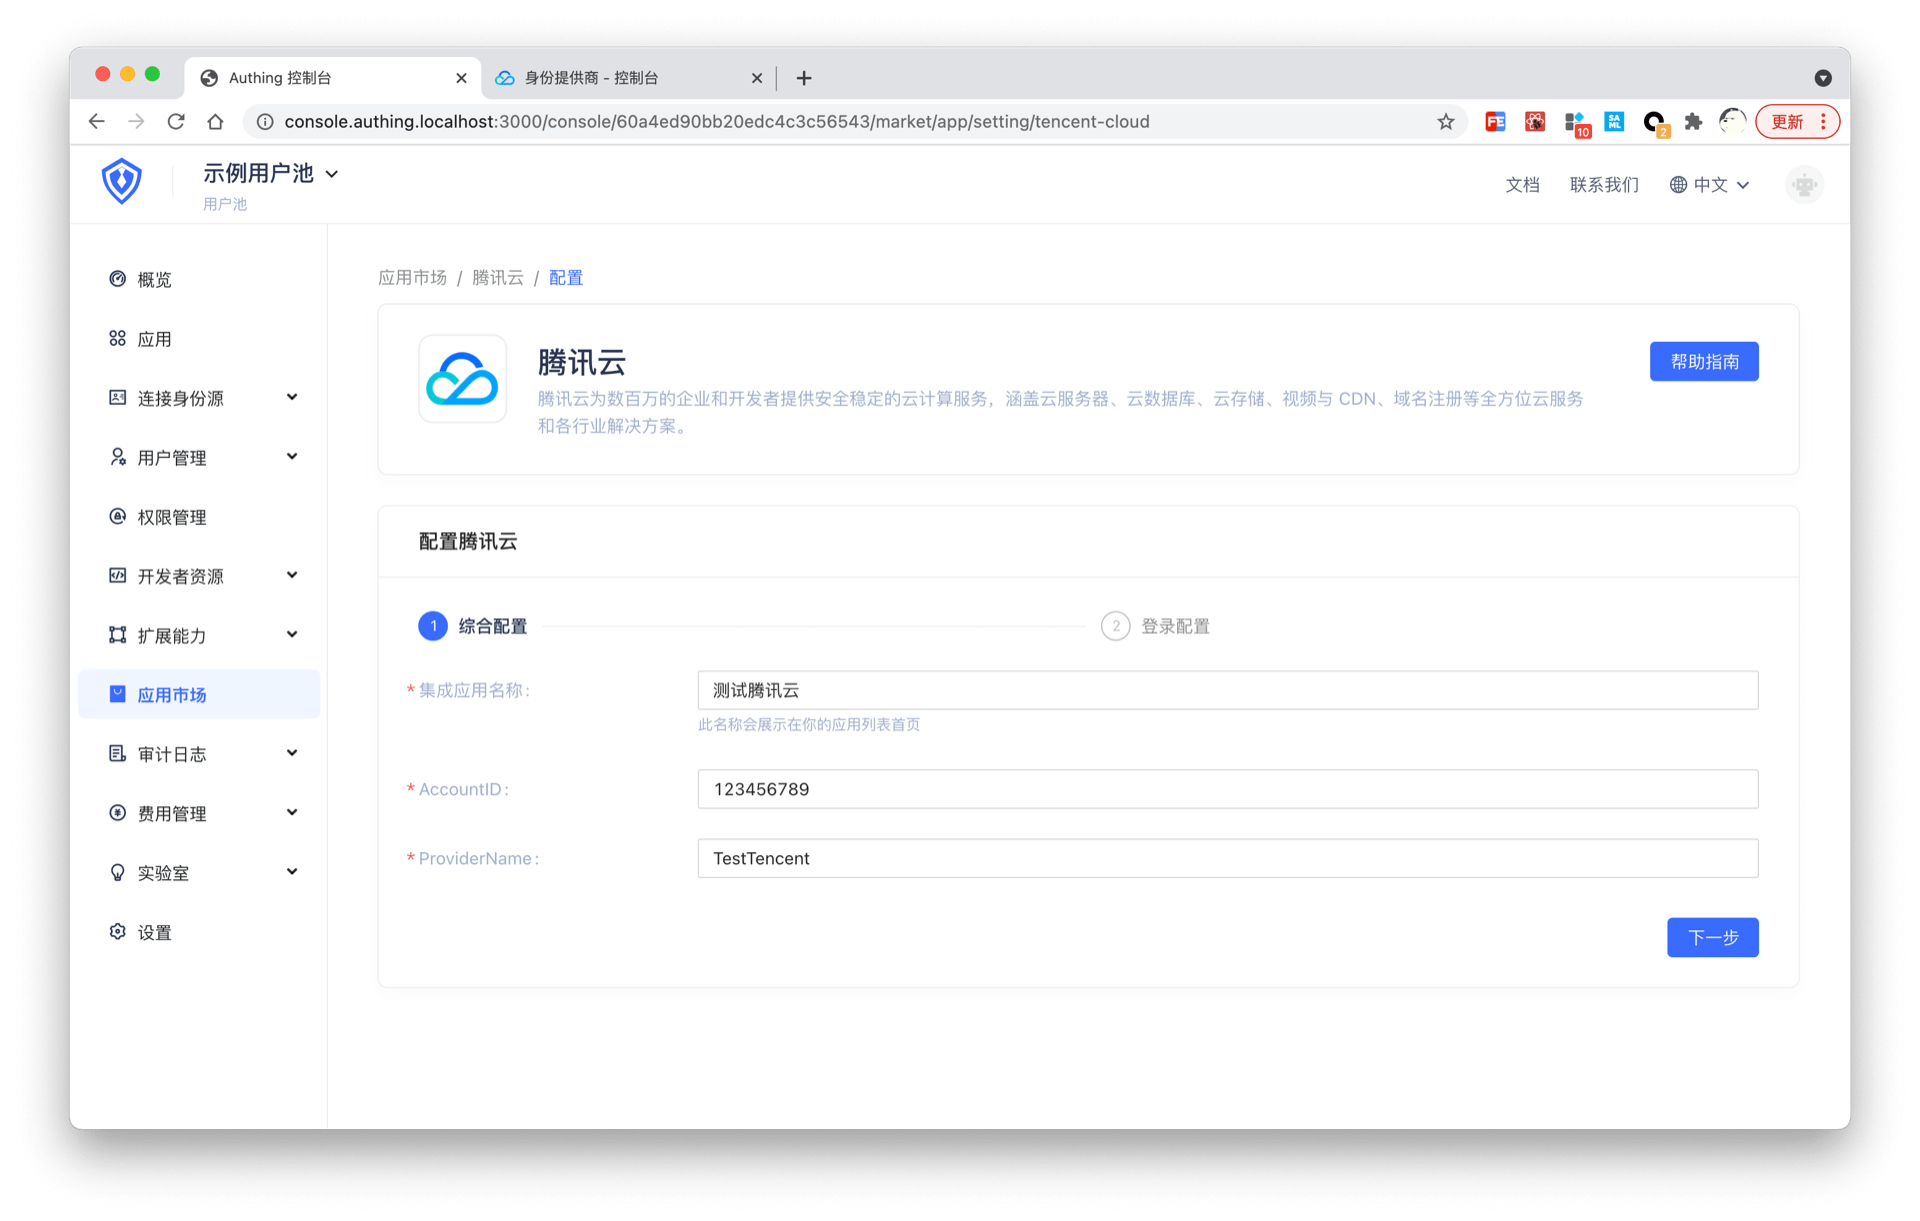 Authing 控制台
身份提供商 - 控制台
console.authing.localhost:3000/console/60a4ed90bb20edc4c3c56543/market/app/setting/tencent-cloud
FE
10
SA
ML
2
更新
示例用户池
用户池
文档
联系我们
中文
概览
应用
连接身份源
用户管理
权限管理
开发者资源
扩展能力
应用市场
审计日志
费用管理
实验室
设置
应用市场 / 腾讯云 / 配置
腾讯云
腾讯云为数百万的企业和开发者提供安全稳定的云计算服务，涵盖云服务器、云数据库、云存储、视频与 CDN、域名注册等全方位云服务
和各行业解决方案。
帮助指南
配置腾讯云
1 综合配置
2 登录配置
* 集成应用名称:
测试腾讯云
此名称会展示在你的应用列表首页
* AccountID:
123456789
* ProviderName:
TestTencent
下一步